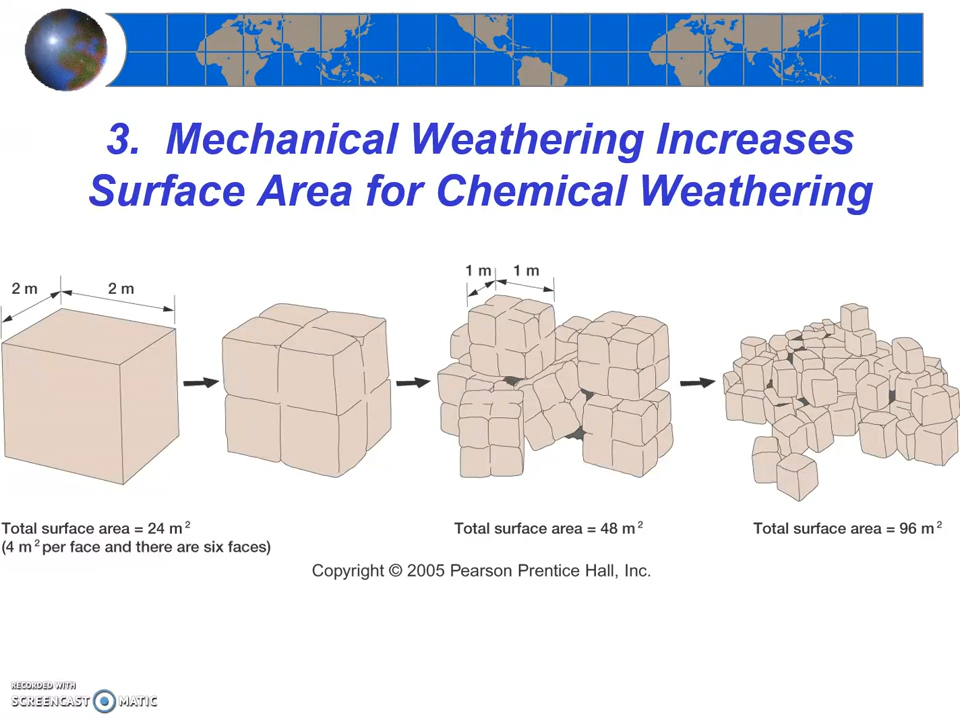 3. Mechanical Weathering Increases
Surface Area for Chemical Weathering
2 m
2 m
1 m
1 m
Total surface area = 24 m²
(4 m² per face and there are six faces)
Total surface area = 48 m²
Total surface area = 96 m²
Copyright © 2005 Pearson Prentice Hall, Inc.
RECORDED WITH
SCREENCAST MATIC